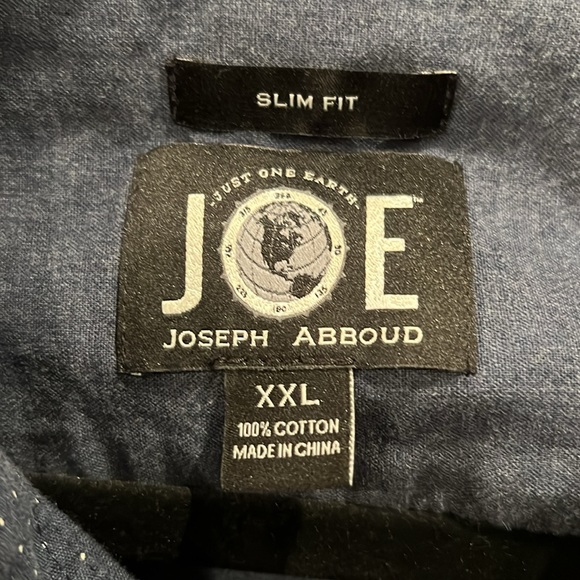 SLIM FIT
-JUST ONE EARTH-
JOE
JOSEPH ABBOUD
XXL
100% COTTON
MADE IN CHINA